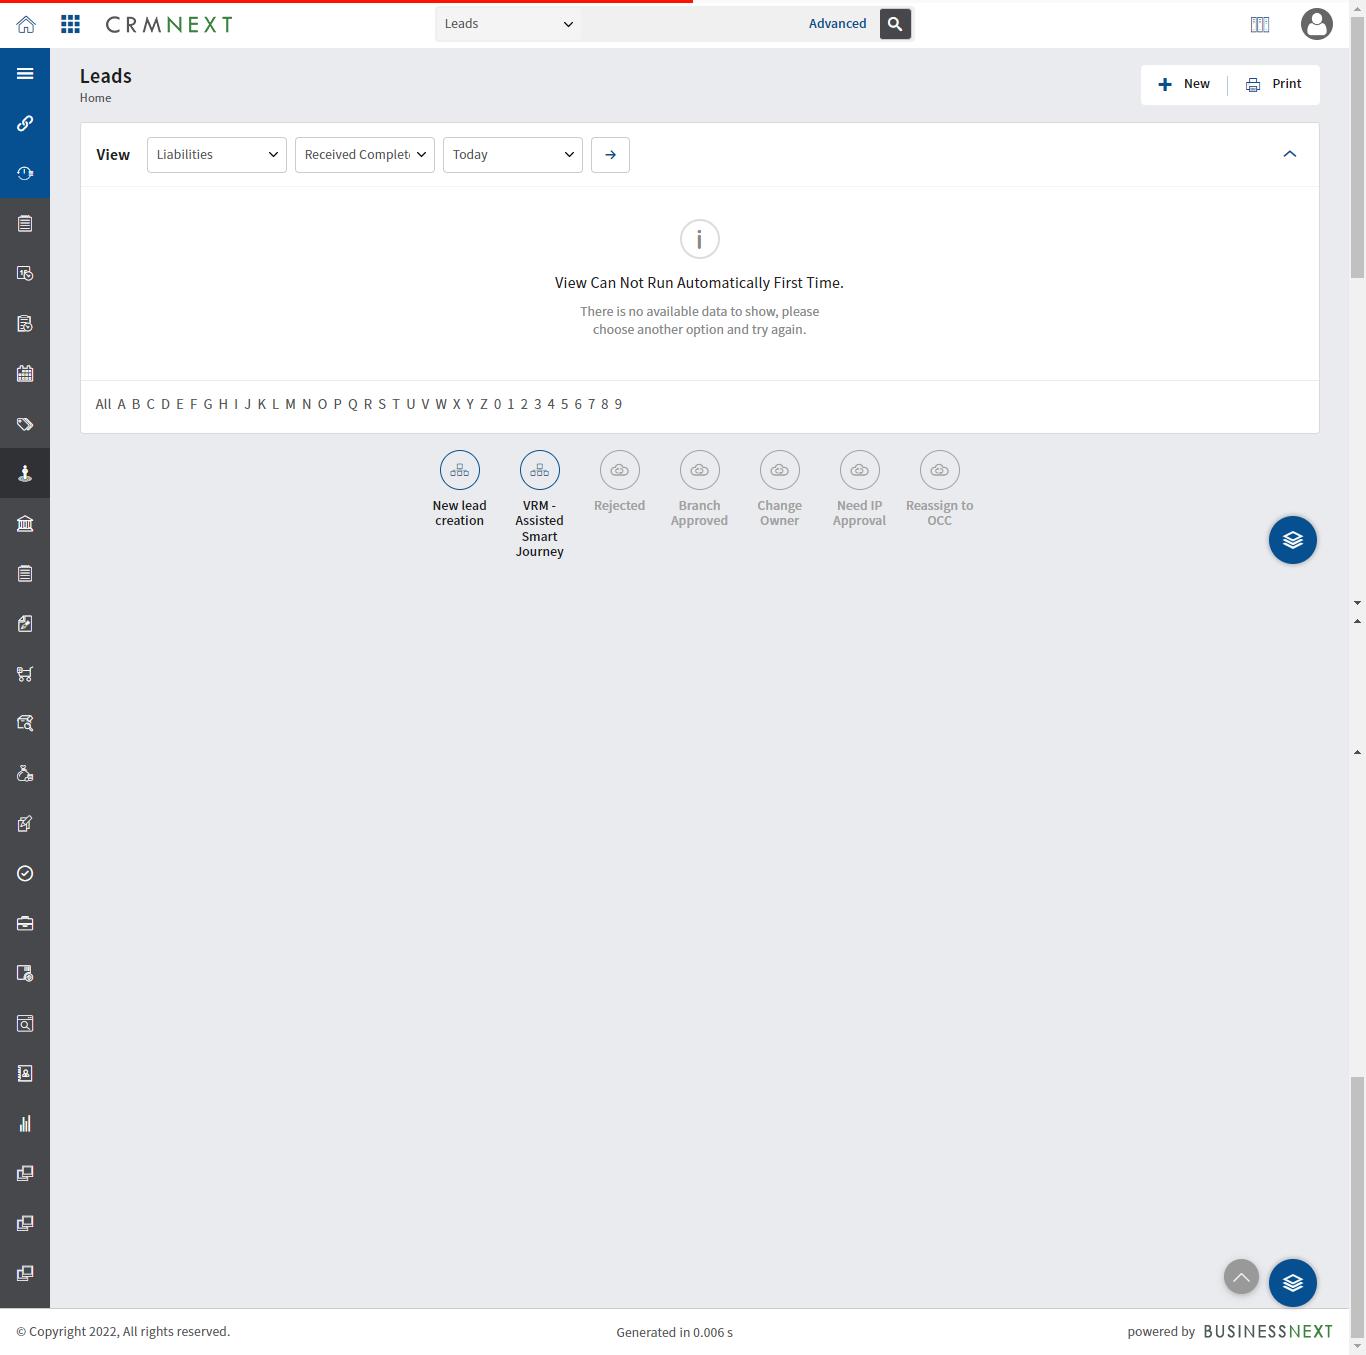 CRMNEXT
Leads
Advanced
Leads
Home
New
Print
View
Liabilities
Received Complet
Today
View Can Not Run Automatically First Time.
There is no available data to show, please
choose another option and try again.
All A B C D E F G H I J K L M N O P Q R S T U V W X Y Z 0 1 2 3 4 5 6 7 8 9
New lead
creation
VRM -
Assisted
Smart
Journey
Rejected
Branch
Approved
Change
Owner
Need IP
Approval
Reassign to
OCC
© Copyright 2022, All rights reserved.
Generated in 0.006 s
powered by BUSINESSNEXT